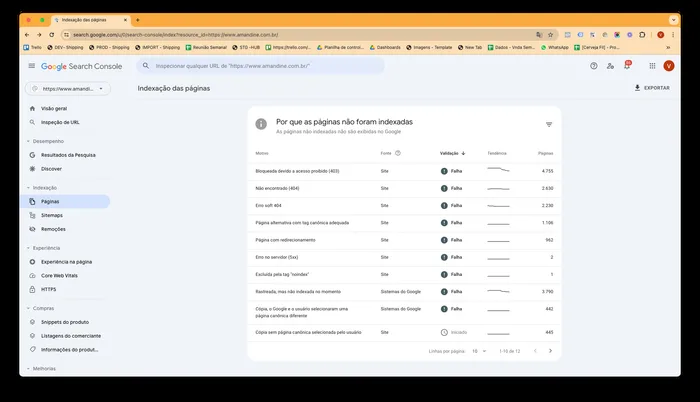 Indexação das páginas
search.google.com/u/0/search-console/index?resource_id=https://www.amandine.com.br/
Trello
DEV - Shipping
PROD - Shipping
IMPORT - Shipping
Reunião Semanal
STG -HUB
https://trello.com/...
Planilha de control...
Dashboards
Imagens - Template
New Tab
Dados - Vnda Sem...
WhatsApp
[Cerveja Fil] - Pro...
Google Search Console
Inspecionar qualquer URL de "https://www.amandine.com.br/"
V
https://www.amandi...
Indexação das páginas
EXPORTAR
Visão geral
Inspeção de URL
Desempenho
Resultados da Pesquisa
Discover
Indexação
Páginas
Sitemaps
Remoções
Experiência
Experiência na página
Core Web Vitals
HTTPS
Compras
Snippets do produto
Listagens do comerciante
Informações do produt...
Melhorias
Por que as páginas não foram indexadas
As páginas não indexadas não são exibidas no Google
Motivo Fonte Validação Tendência Páginas
Bloqueada devido a acesso proibido (403) Site Falha 4.755
Não encontrado (404) Site Falha 2.630
Erro soft 404 Site Falha 2.230
Página alternativa com tag canônica adequada Site Falha 1.106
Página com redirecionamento Site Falha 962
Erro no servidor (5xx) Site Falha 2
Excluída pela tag "noindex" Site Falha 1
Rastreada, mas não indexada no momento Sistemas do Google Falha 3.790
Cópia, o Google e o usuário selecionaram uma Sistemas do Google Falha 442
página canônica diferente
Cópia sem página canônica selecionada pelo usuário Site Iniciada 445
Linhas por página: 10 1-10 de 12